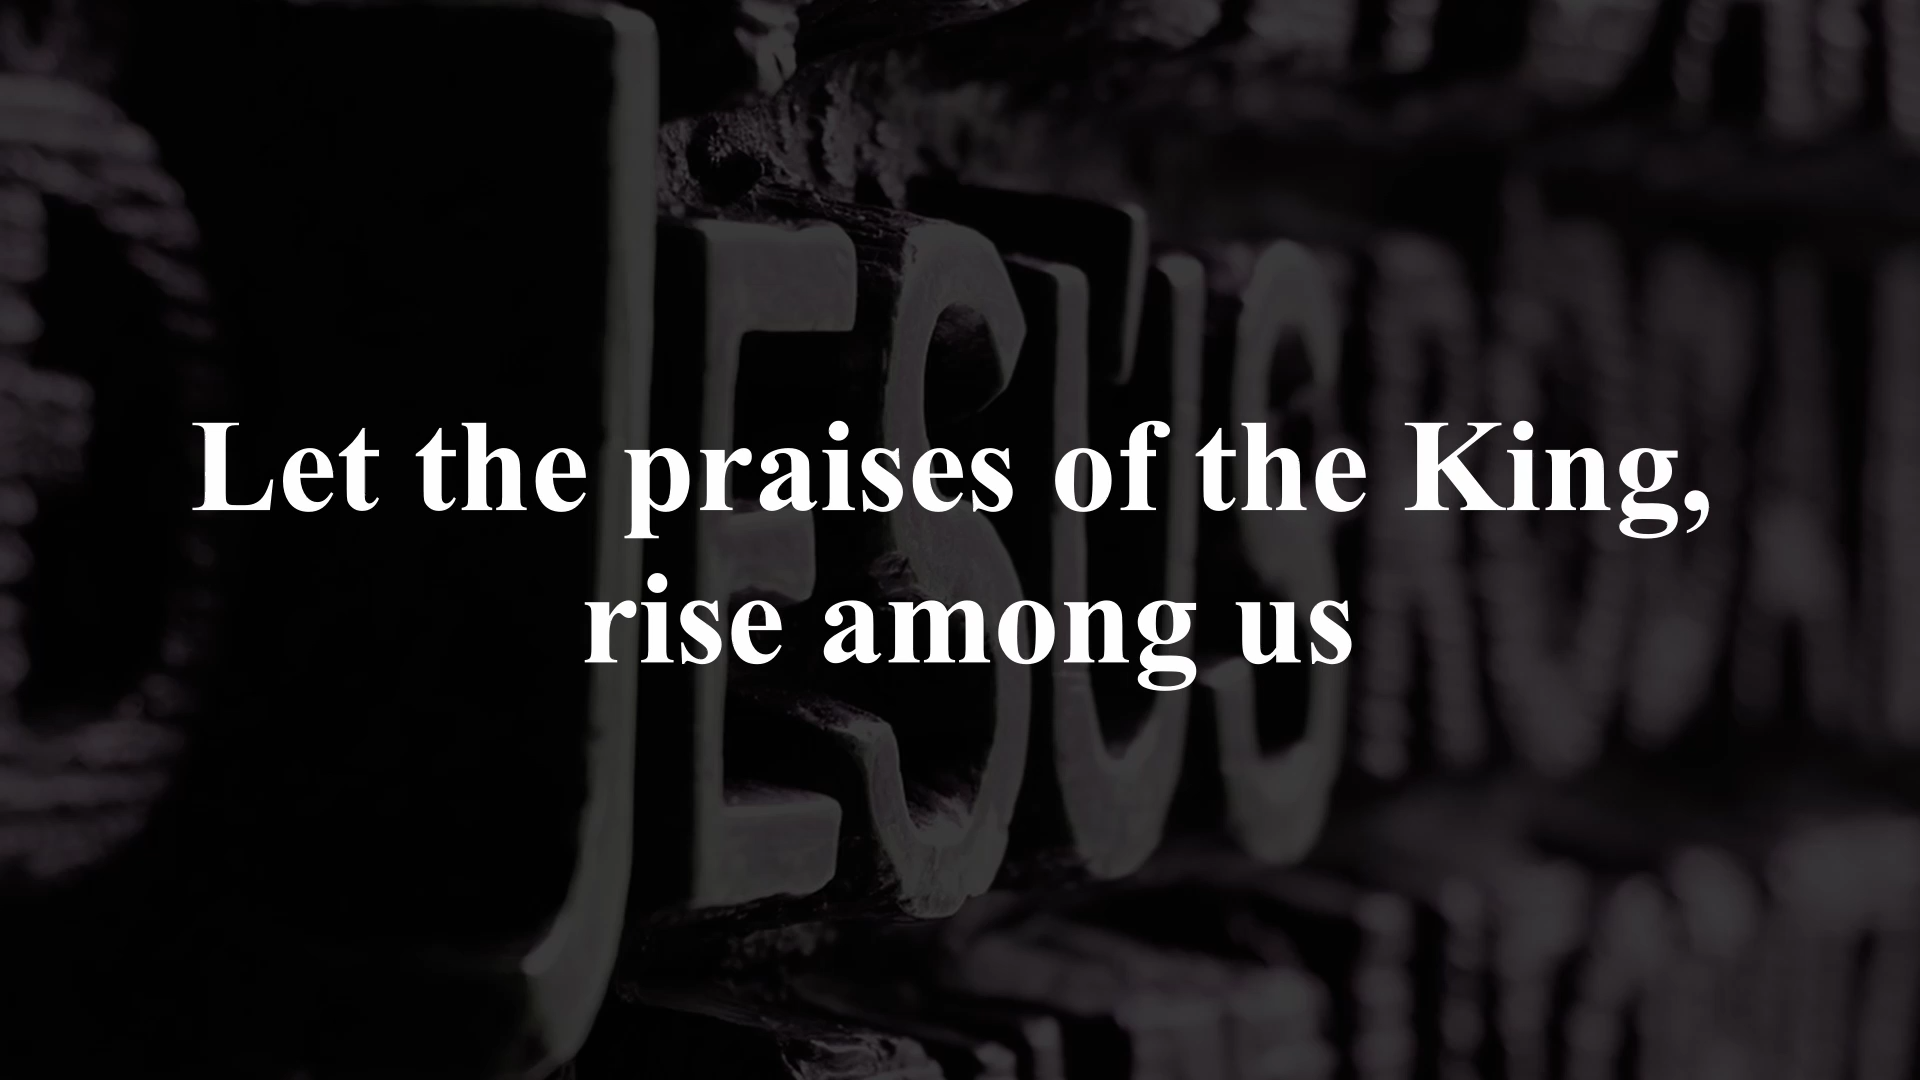 Let the praises of the King,
rise among us
JESUS